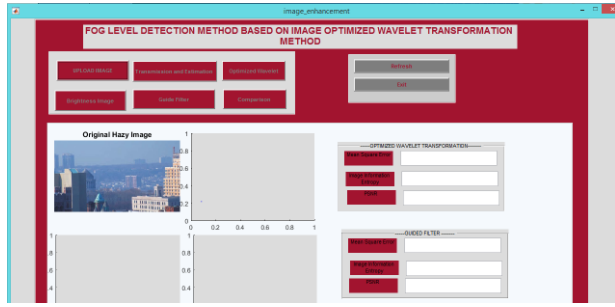 image_enhancement
FOG LEVEL DETECTION METHOD BASED ON IMAGE OPTIMIZED WAVELET TRANSFORMATION
METHOD
UPLOAD IMAGE
Transmission and Estimation
Optimized Wavelet
Refresh
Brightness Image
Guide Filter
Comparison
Exit
Original Hazy Image
1
0.8
0.6
0.4
0.2
0
0 0.2 0.4 0.6 0.8 1
-----OPTIMIZED WAVELET TRANSFORMATION-------
Mean Square Error
Image Information
Entropy
PSNR
-----GUIDED FILTER -------
Mean Square Error
Image Information
Entropy
PSNR
1
0.8
0.6
0.4
1
0.8
0.6
0.4